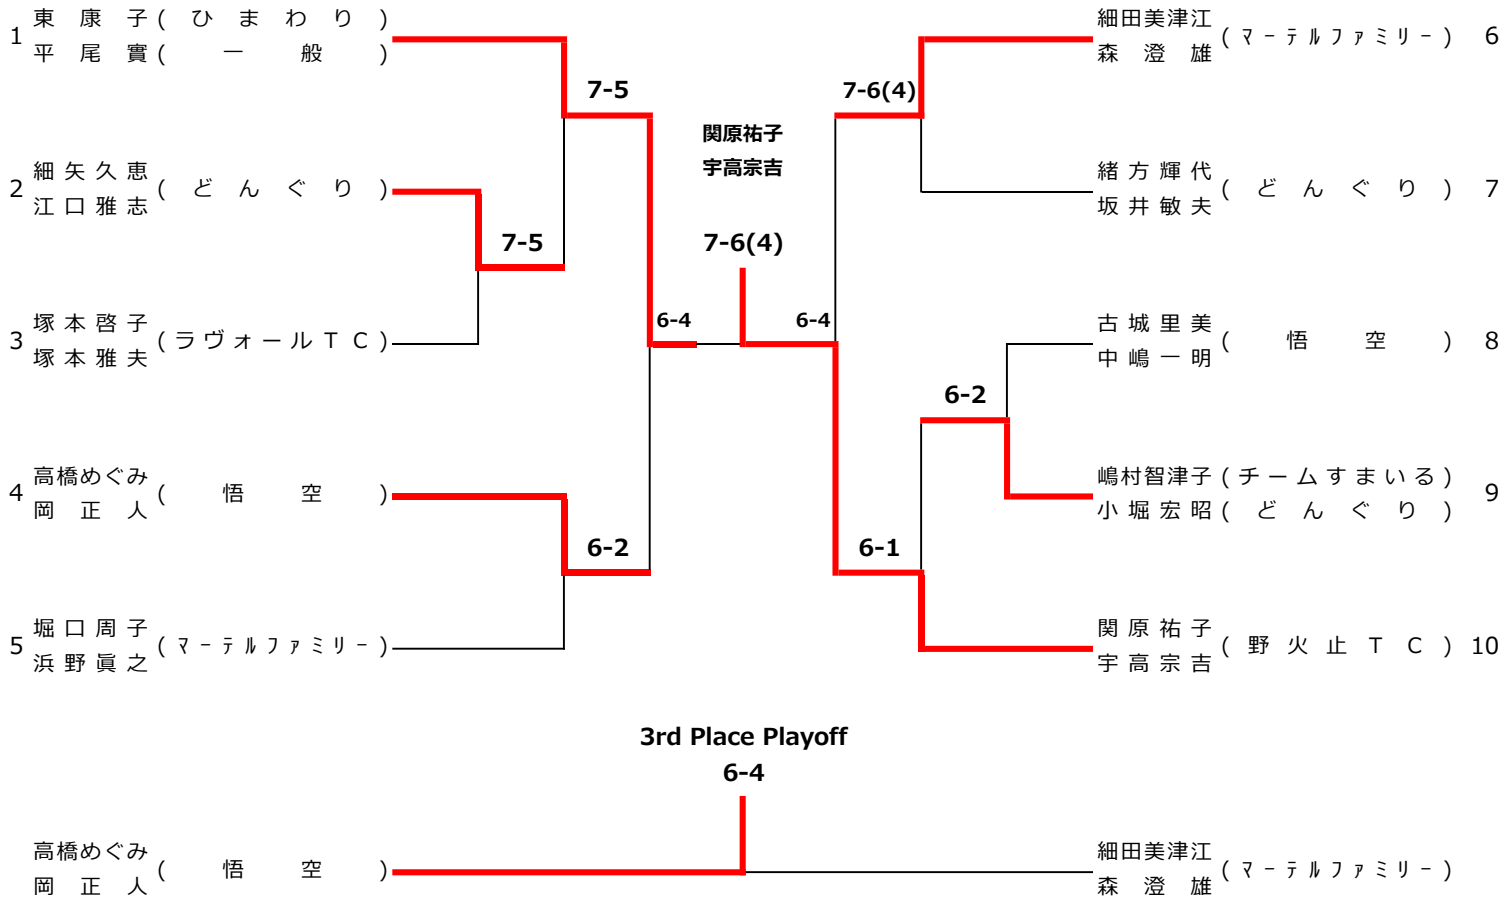 1 東康子 (ひまわり)
平尾實 (一般)
7-5
2 細矢久恵 (どんぐり)
江口雅志
7-5
3 塚本啓子 (ラヴォールTC)
塚本雅夫
6-4
4 高橋めぐみ (悟空)
岡正人
6-2
5 堀口周子 (ﾏｰﾃﾙﾌｧﾐﾘｰ)
浜野眞之
関原祐子
宇高宗吉
7-6(4)
細田美津江 (ﾏｰﾃﾙﾌｧﾐﾘｰ) 6
森澄雄
7-6(4)
緒方輝代 (どんぐり) 7
坂井敏夫
6-4
古城里美 (悟空) 8
中嶋一明
6-2
嶋村智津子 (チームすまいる) 9
小堀宏昭 (どんぐり)
6-1
関原祐子 (野火止TC) 10
宇高宗吉
3rd Place Playoff
6-4
高橋めぐみ (悟空)
岡正人
細田美津江 (ﾏｰﾃﾙﾌｧﾐﾘｰ)
森澄雄